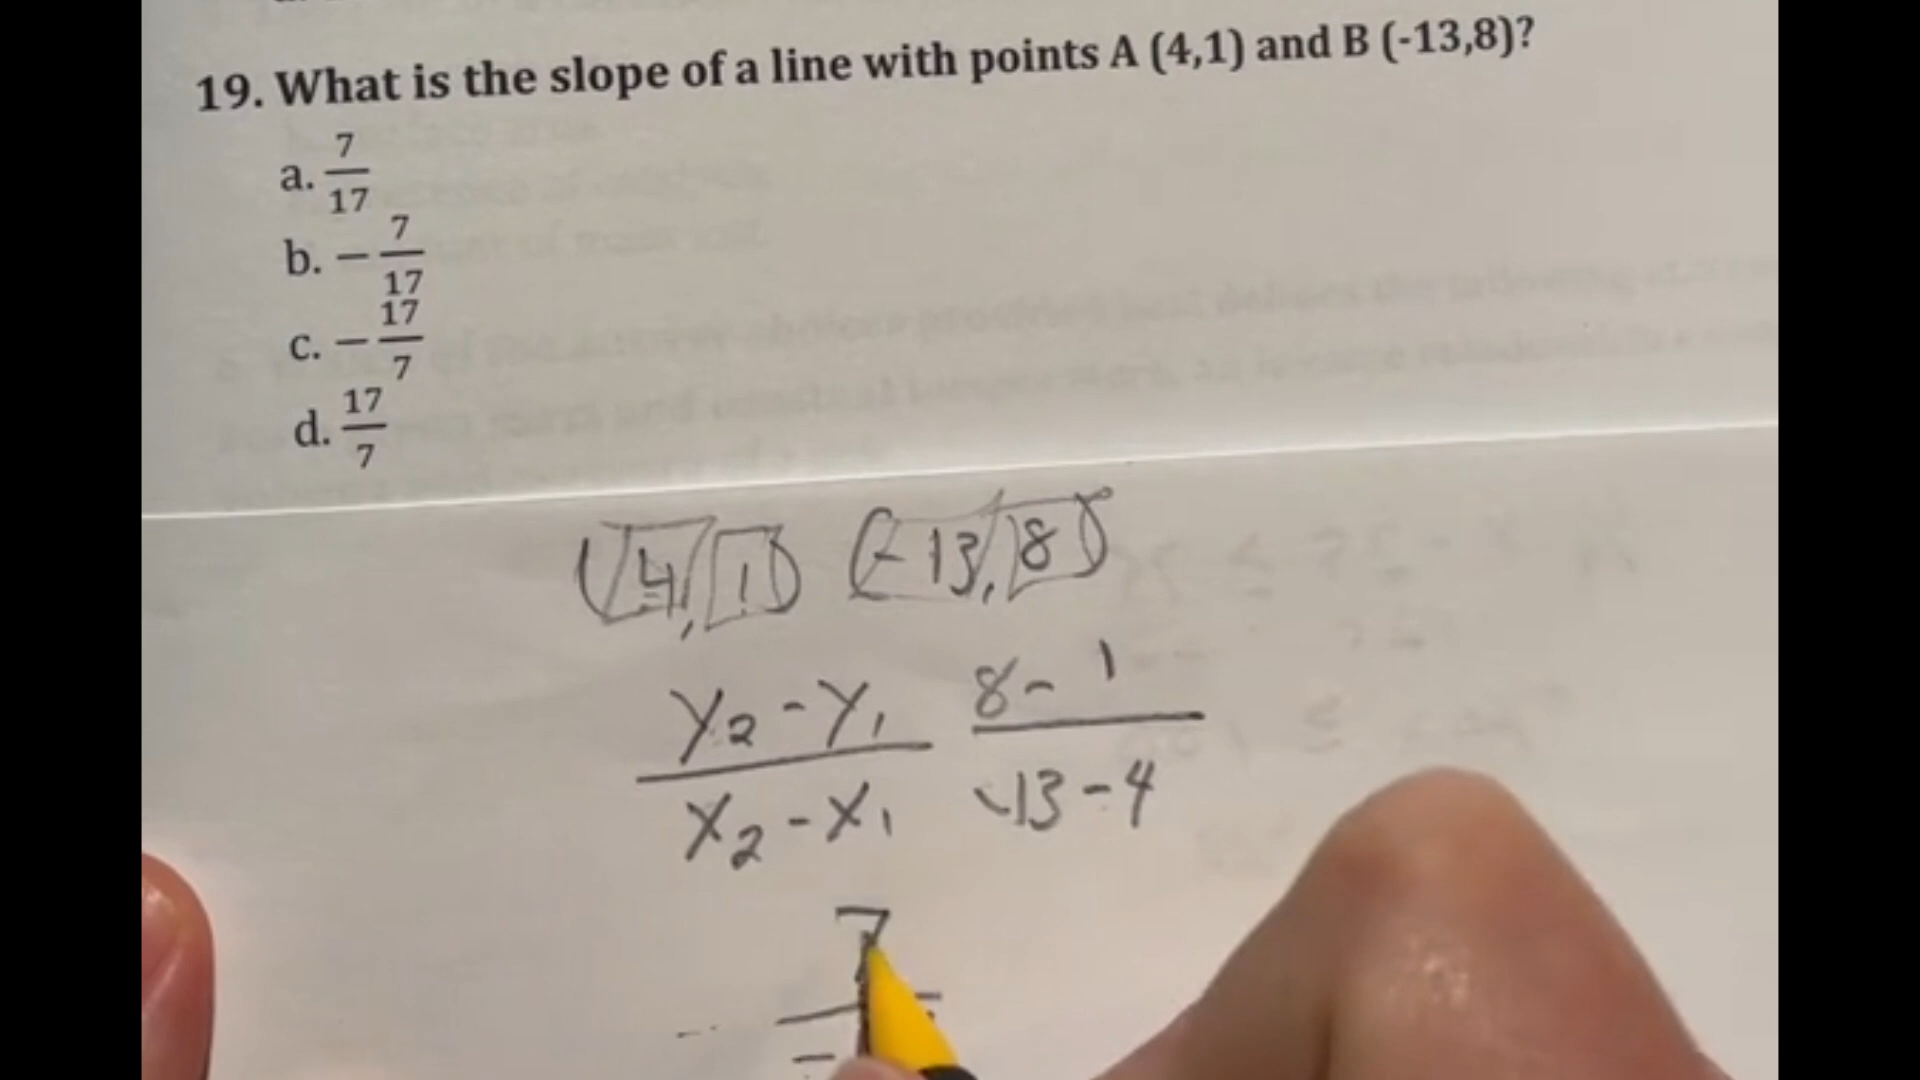 19. What is the slope of a line with points A (4,1) and B (-13,8)?
a. 7/17
b. - 7/17
c. - 17/7
d. 17/7
(4,1) (-13,8)
y2-y1 8-1
x2-x1 -13-4
7